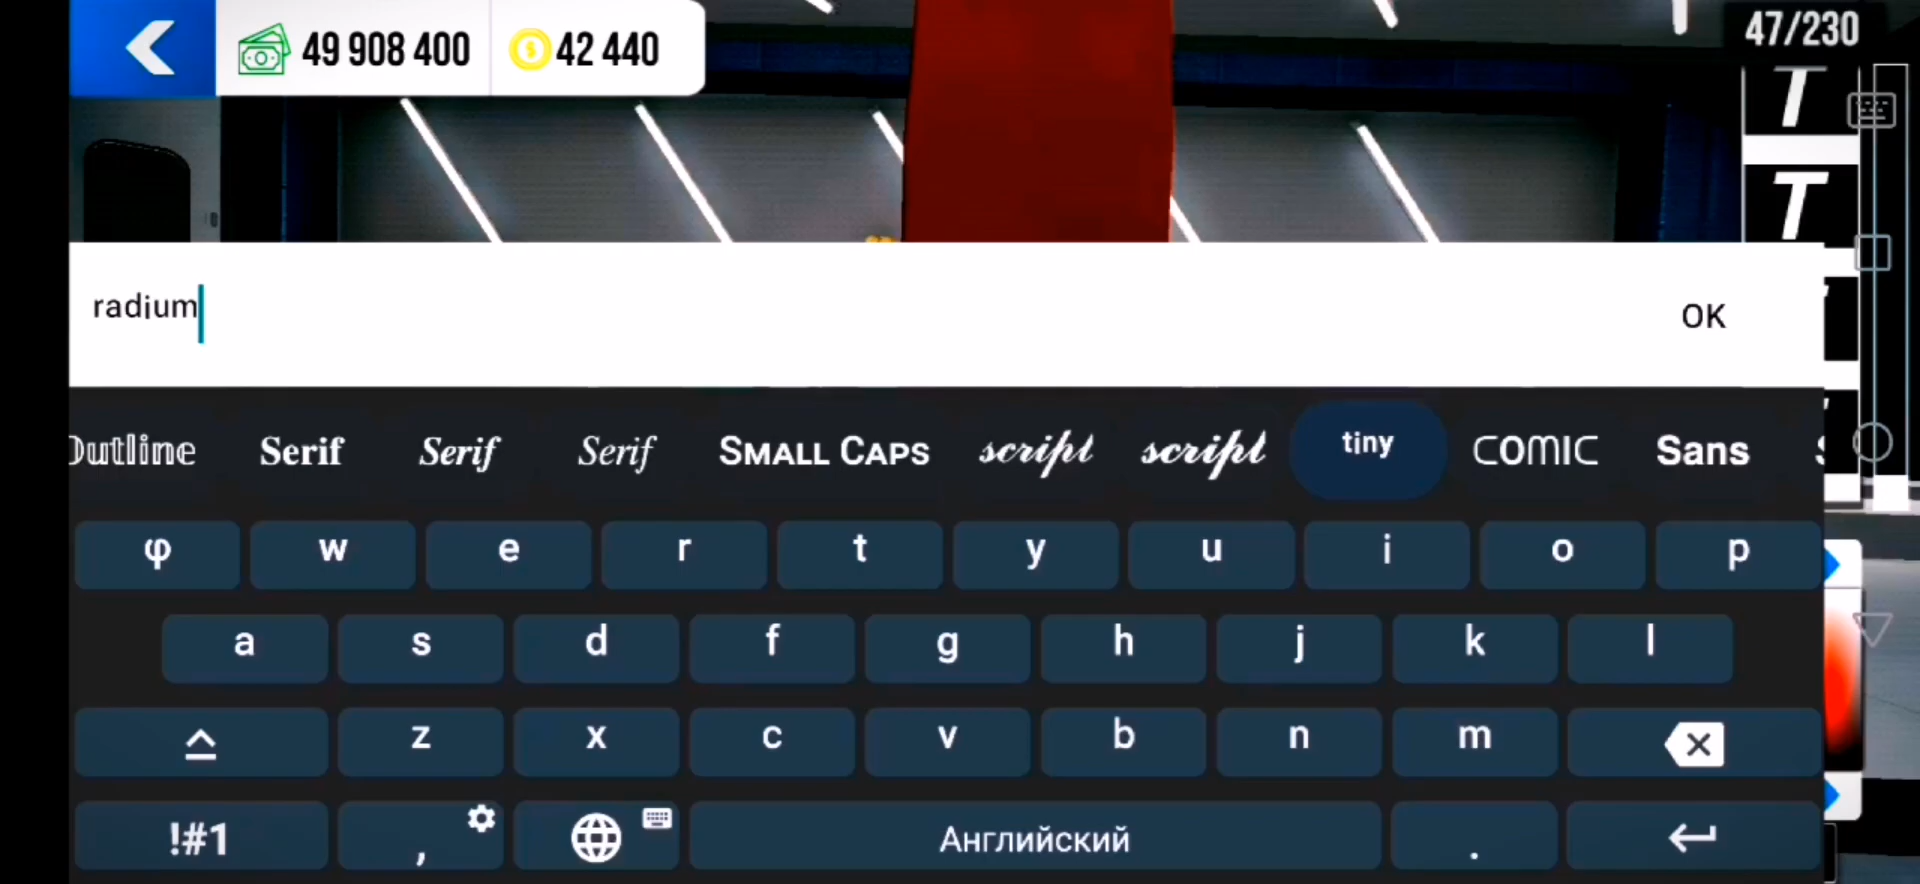 49 908 400
42 440
47/230
T
T
radium
OK
Outline Serif Serif Serif SMALL CAPS script script tiny COMIC Sans
φ w e r t y u i o p
a s d f g h j k l
z x c v b n m
!#1 , Английский .